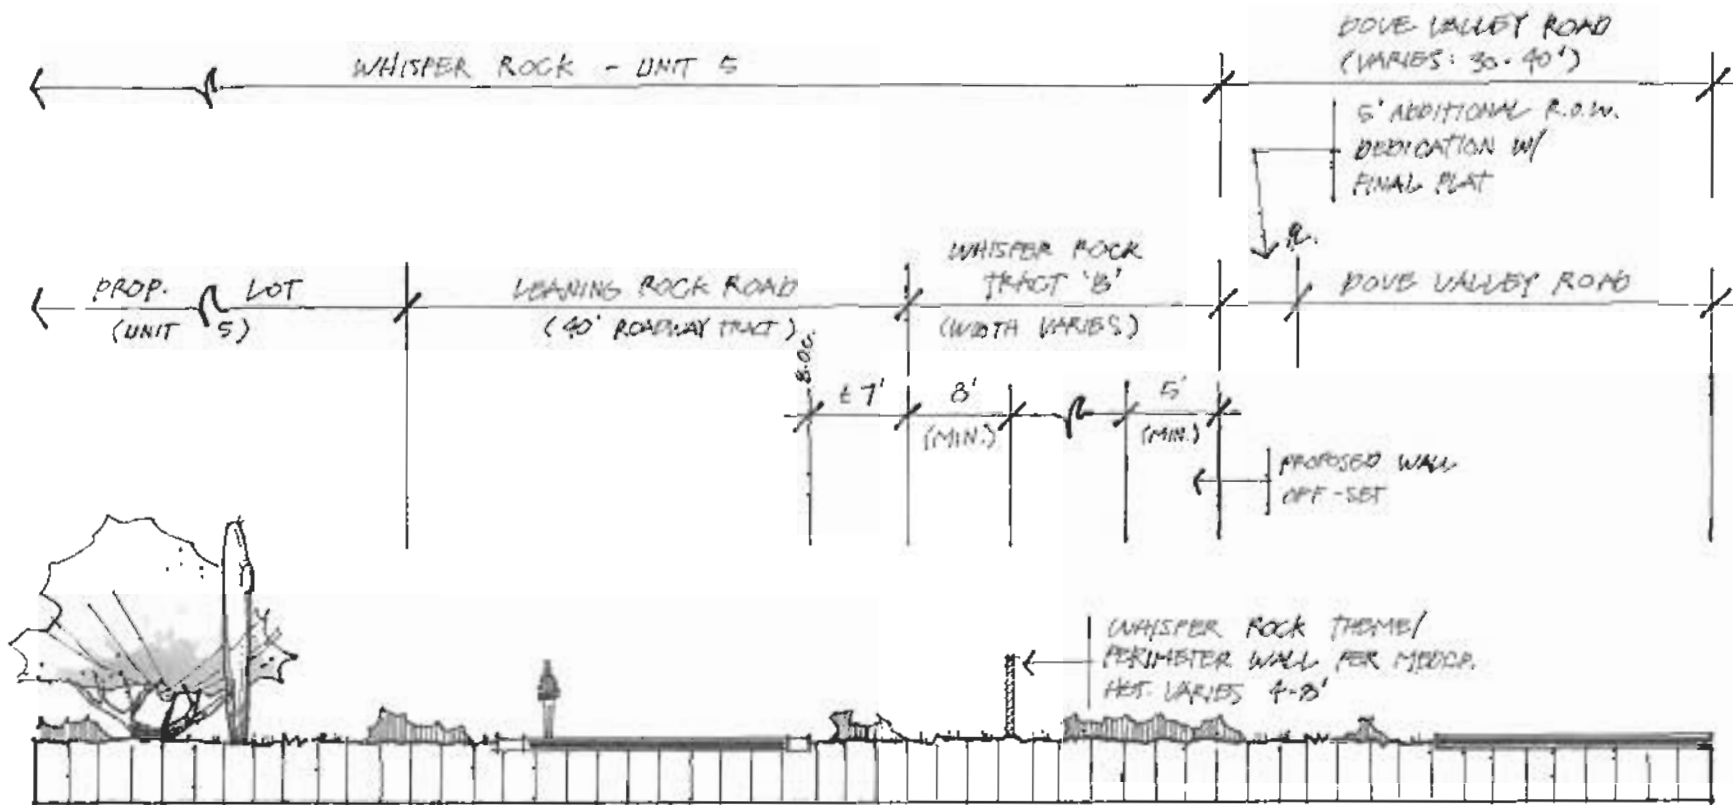 WHISPER ROCK - UNIT 5
DOVE VALLEY ROAD
(VARIES: 30-40')
5' ADDITIONAL R.O.W.
DEDICATION W/
FINAL PLAT
PROP. LOT
(UNIT 5)
LEANING ROCK ROAD
(40' ROADWAY TRACT)
WHISPER ROCK
TRACT 'B'
(WIDTH VARIES)
DOVE VALLEY ROAD
B.O.C.
±7'
8'
(MIN.)
5'
(MIN.)
PROPOSED WALL
OFF-SET
WHISPER ROCK THEME/
PERIMETER WALL PER
HGT. VARIES 4-8'